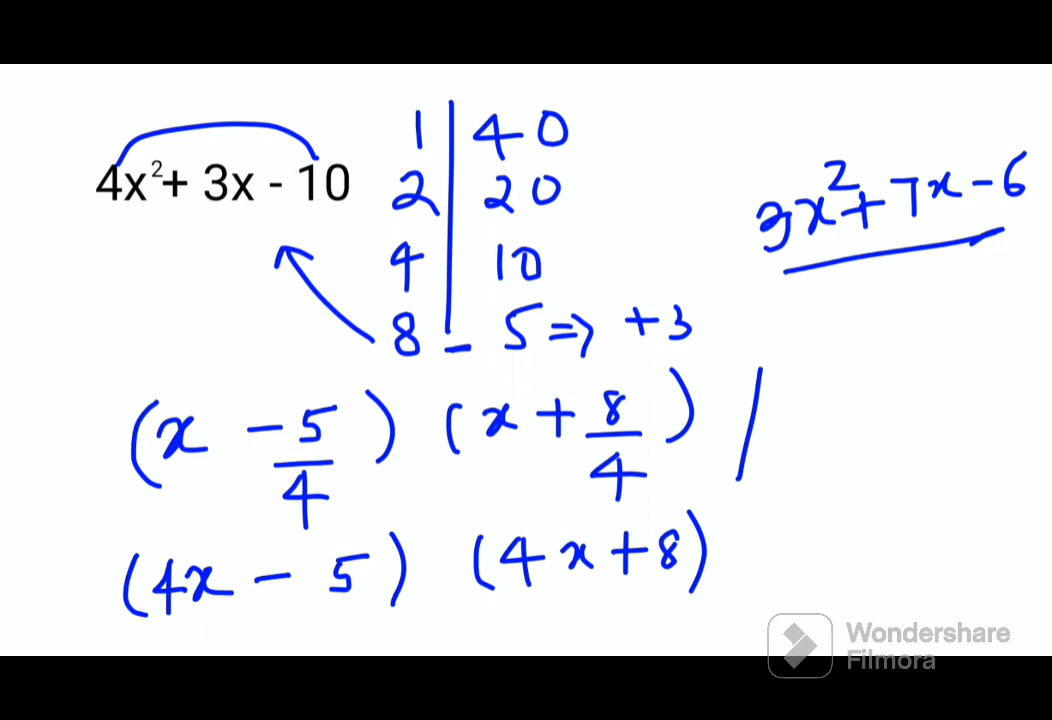 4x²+ 3x - 10
1 | 40
2 | 20
4 | 10
8 - 5 ⇒ +3
3x²+7x-6
(x -5/4) (x + 8/4)
(4x - 5) (4x+8)
Wondershare
Filmora